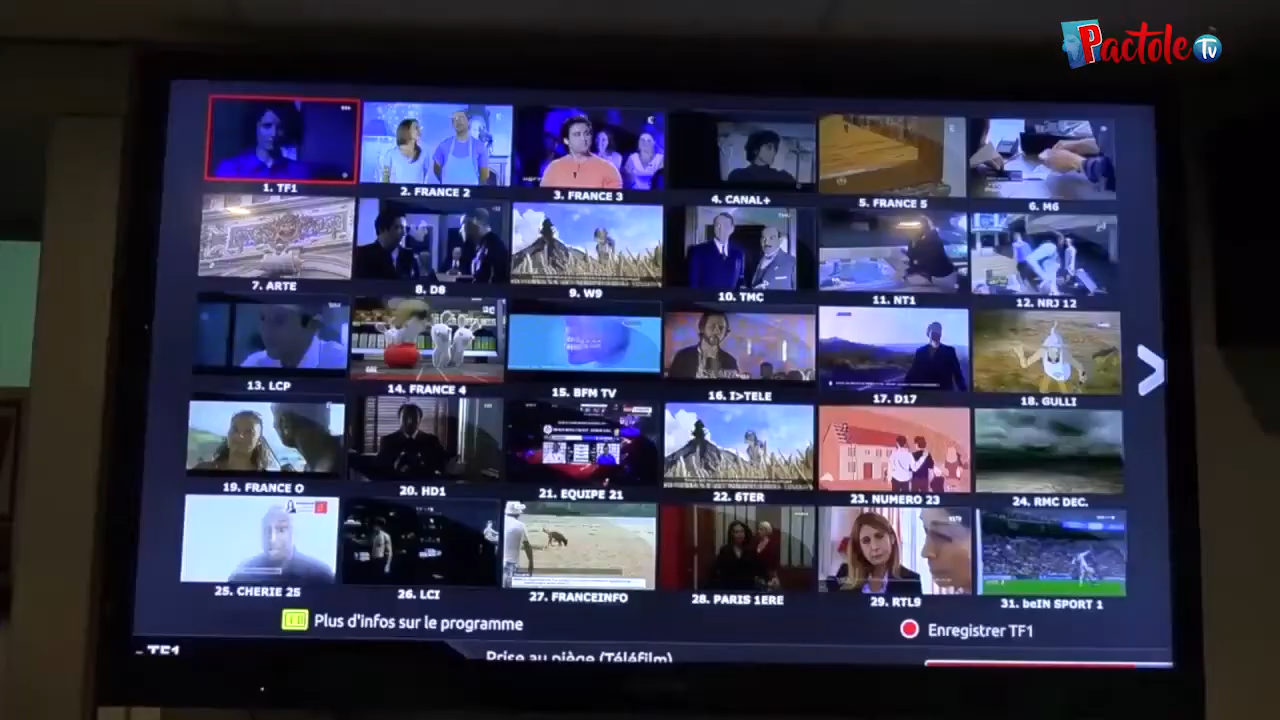 Pactole Tv
1. TF1
2. FRANCE 2
3. FRANCE 3
4. CANAL+
5. FRANCE 5
6. M6
7. ARTE
8. D8
9. W9
10. TMC
11. NT1
12. NRJ 12
13. LCP
14. FRANCE 4
15. BFM TV
16. I>TELE
17. D17
18. GULLI
19. FRANCE O
20. HD1
21. EQUIPE 21
22. 6TER
23. NUMERO 23
24. RMC DEC.
25. CHERIE 25
26. LCI
27. FRANCEINFO
28. PARIS 1ERE
29. RTL9
31. beIN SPORT 1
Plus d'infos sur le programme
Enregistrer TF1
TF1
Prise au piège (Téléfilm)